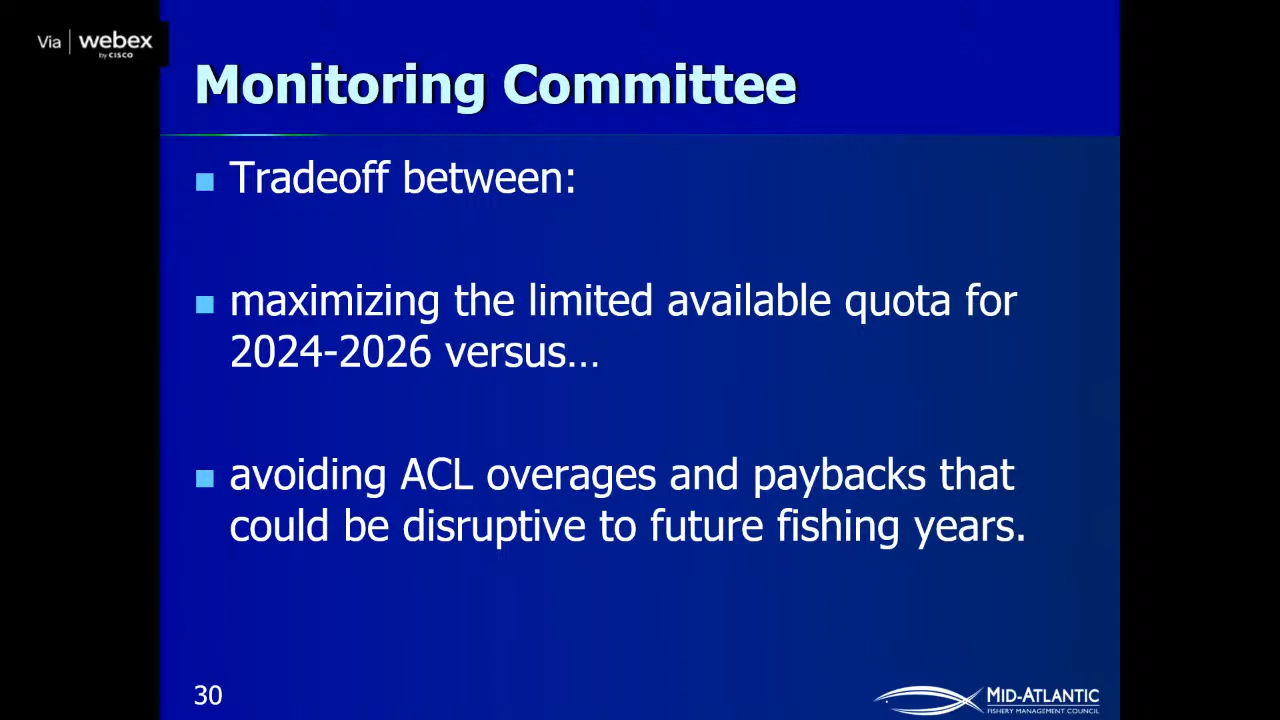 Via | webex
by CISCO
Monitoring Committee
Tradeoff between:
maximizing the limited available quota for
2024-2026 versus...
avoiding ACL overages and paybacks that
could be disruptive to future fishing years.
30
MID-ATLANTIC
FISHERY MANAGEMENT COUNCIL